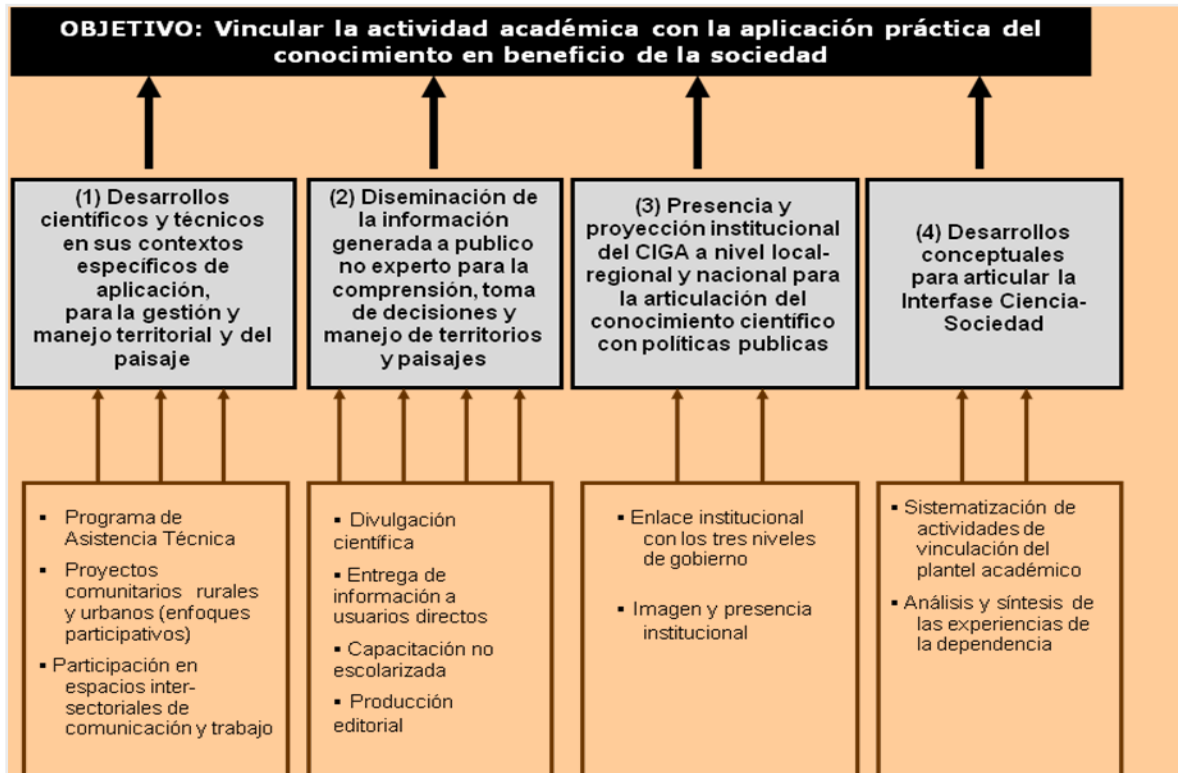 OBJETIVO: Vincular la actividad académica con la aplicación práctica del
conocimiento en beneficio de la sociedad
(1) Desarrollos
científicos y técnicos
en sus contextos
específicos de
aplicación,
para la gestión y
manejo territorial y del
paisaje
(2) Diseminación de
la información
generada a publico
no experto para la
comprensión, toma
de decisiones y
manejo de territorios
y paisajes
(3) Presencia y
proyección institucional
del CIGA a nivel local-
regional y nacional para
la articulación del
conocimiento científico
con políticas publicas
(4) Desarrollos
conceptuales
para articular la
Interfase Ciencia-
Sociedad
▪ Programa de
Asistencia Técnica
▪ Proyectos
comunitarios rurales
y urbanos (enfoques
participativos)
▪ Participación en
espacios inter-
sectoriales de
comunicación y trabajo
▪ Divulgación
científica
▪ Entrega de
información a
usuarios directos
▪ Capacitación no
escolarizada
▪ Producción
editorial
▪ Enlace institucional
con los tres niveles
de gobierno
▪ Imagen y presencia
institucional
▪ Sistematización de
actividades de
vinculación del
plantel académico
▪ Análisis y síntesis de
las experiencias de
la dependencia